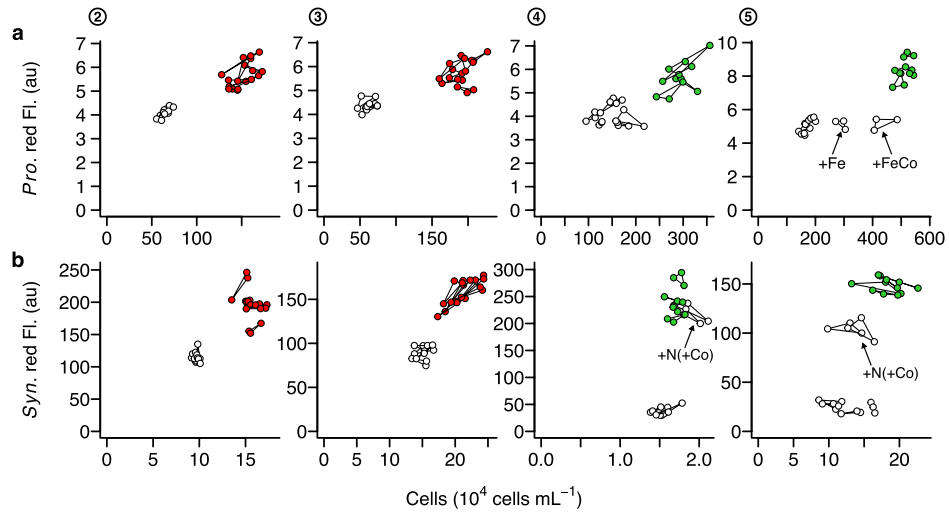 ② ③ ④ ⑤
a
Pro. red Fl. (au)
7 6 5 4 3 2 1 0
0 50 100
7 6 5 4 3 2 1 0
0 50 150
7 6 5 4 3 2 1 0
0 100 200 300
10 8 6 4 2 0
0 100 200 300 400 500 600
+Fe +FeCo
b
Syn. red Fl. (au)
250 200 150 100 50 0
0 5 10 15
150 100 50 0
0 5 10 20
300 250 200 150 100 50 0
0.0 1.0 2.0
+N(+Co)
150 100 50 0
0 5 10 20
+N(+Co)
Cells (10⁴ cells mL⁻¹)